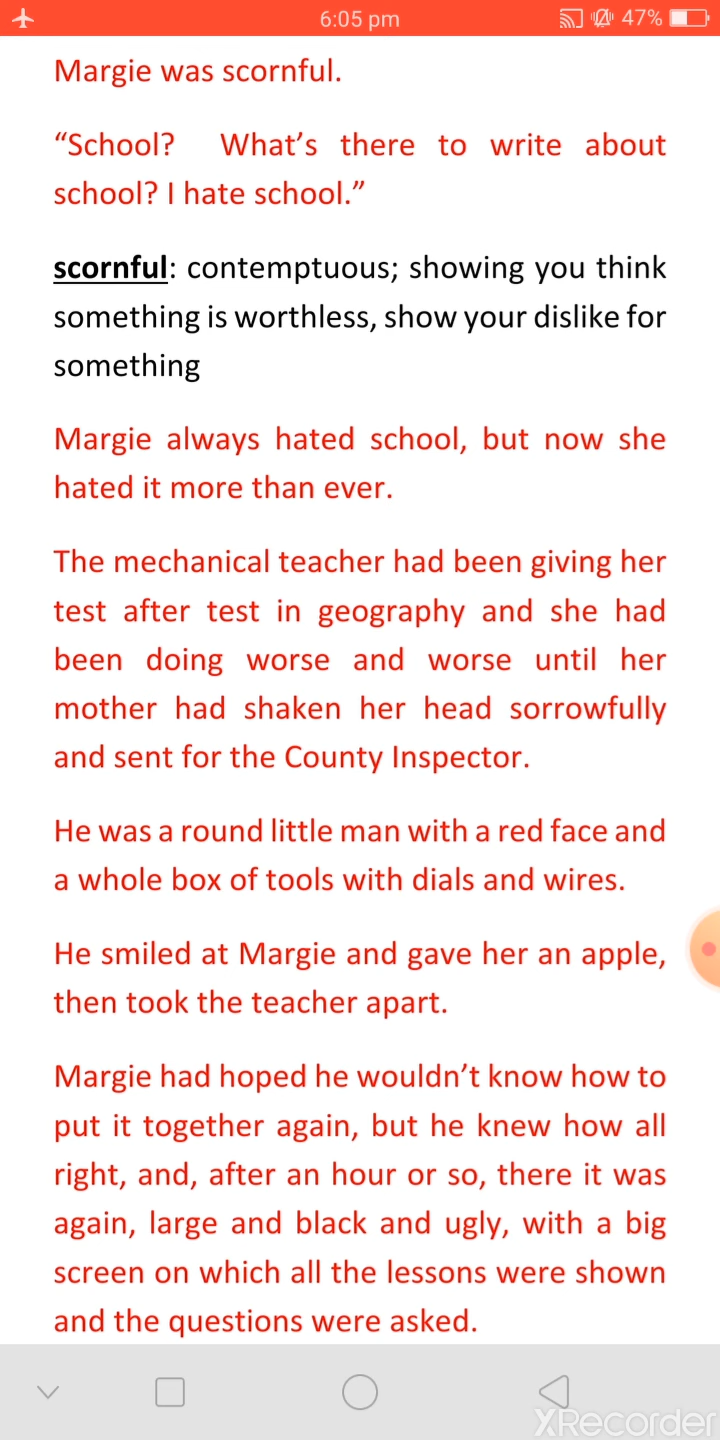 6:05 pm
47%
Margie was scornful.
“School? What’s there to write about
school? I hate school.”
scornful: contemptuous; showing you think
something is worthless, show your dislike for
something
Margie always hated school, but now she
hated it more than ever.
The mechanical teacher had been giving her
test after test in geography and she had
been doing worse and worse until her
mother had shaken her head sorrowfully
and sent for the County Inspector.
He was a round little man with a red face and
a whole box of tools with dials and wires.
He smiled at Margie and gave her an apple,
then took the teacher apart.
Margie had hoped he wouldn’t know how to
put it together again, but he knew how all
right, and, after an hour or so, there it was
again, large and black and ugly, with a big
screen on which all the lessons were shown
and the questions were asked.
XRecorder